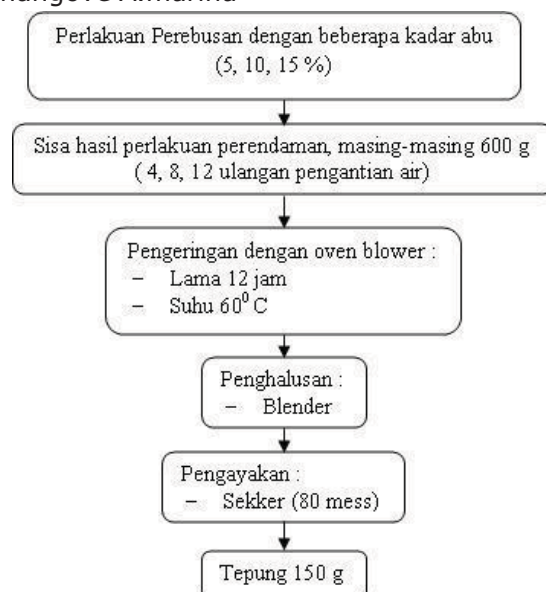 Perlakuan Perebusan dengan beberapa kadar abu
(5, 10, 15 %)
Sisa hasil perlakuan perendaman, masing-masing 600 g
( 4, 8, 12 ulangan pengantian air)
Pengeringan dengan oven blower :
– Lama 12 jam
– Suhu 60⁰ C
Penghalusan :
– Blender
Pengayakan :
– Sekker (80 mess)
Tepung 150 g